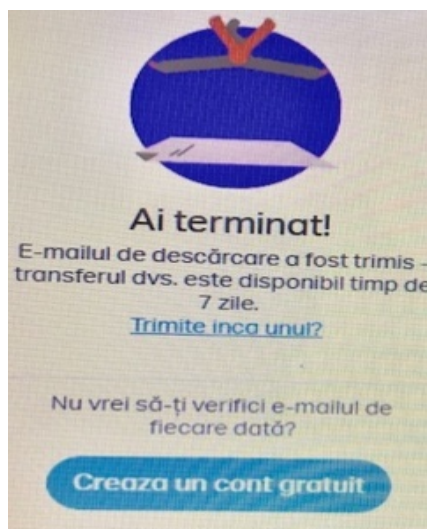 Ai terminat!
E-mailul de descărcare a fost trimis -
transferul dvs. este disponibil timp de
7 zile.
Trimite inca unul?
Nu vrei să-ți verifici e-mailul de
fiecare dată?
Creaza un cont gratuit